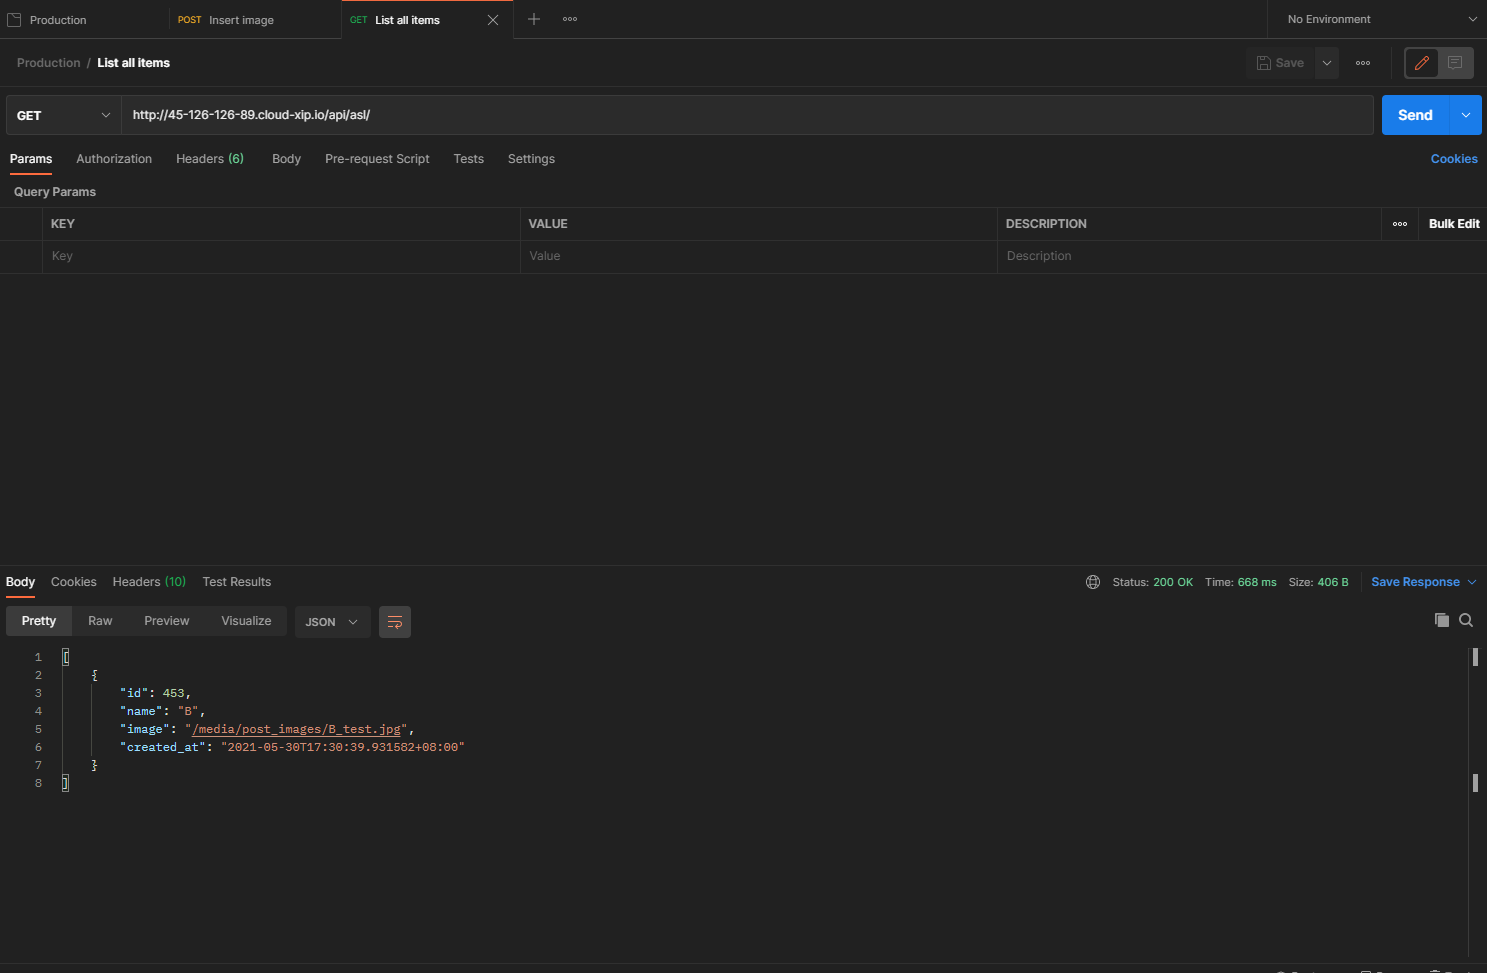 Production POST Insert image GET List all items No Environment
Production / List all items Save
GET http://45-126-126-89.cloud-xip.io/api/asl/ Send
Params Authorization Headers (6) Body Pre-request Script Tests Settings Cookies
Query Params
KEY VALUE DESCRIPTION Bulk Edit
Key Value Description
Body Cookies Headers (10) Test Results Status: 200 OK Time: 668 ms Size: 406 B Save Response
Pretty Raw Preview Visualize JSON
1 [
2 {
3 "id": 453,
4 "name": "B",
5 "image": "/media/post_images/B_test.jpg",
6 "created_at": "2021-05-30T17:30:39.931582+08:00"
7 }
8 ]